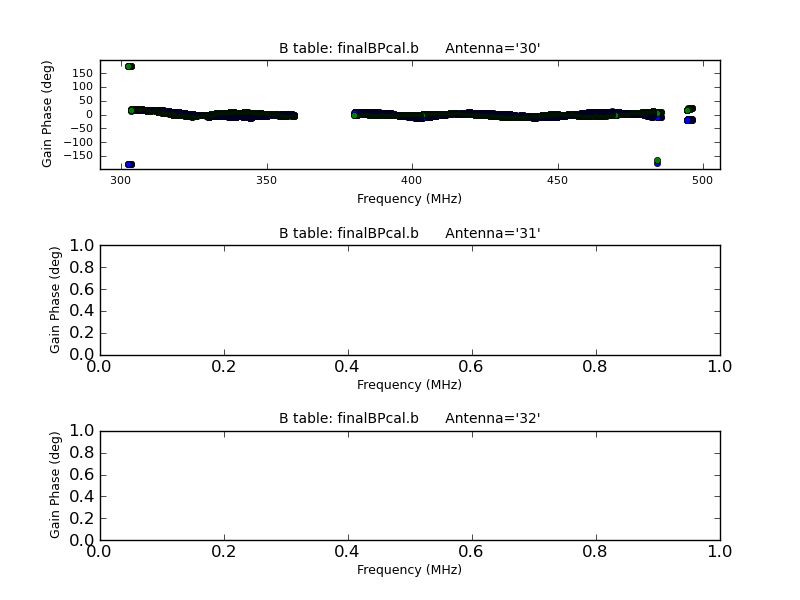 B table: finalBPcal.b Antenna='30'
Gain Phase (deg)
150
100
50
0
−50
−100
−150
300 350 400 450 500
Frequency (MHz)
B table: finalBPcal.b Antenna='31'
Gain Phase (deg)
1.0
0.8
0.6
0.4
0.2
0.0
0.0 0.2 0.4 0.6 0.8 1.0
Frequency (MHz)
B table: finalBPcal.b Antenna='32'
Gain Phase (deg)
1.0
0.8
0.6
0.4
0.2
0.0
0.0 0.2 0.4 0.6 0.8 1.0
Frequency (MHz)